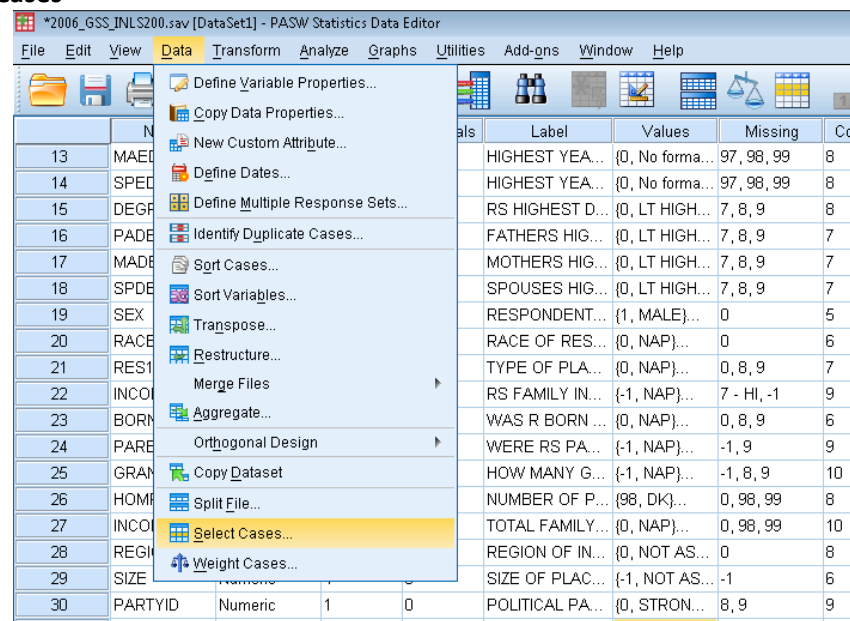 cases
*2006_GSS_INLS200.sav [DataSet1] - PASW Statistics Data Editor
File Edit View Data Transform Analyze Graphs Utilities Add-ons Window Help
Define Variable Properties...
Copy Data Properties...
New Custom Attribute...
Define Dates...
Define Multiple Response Sets...
Identify Duplicate Cases...
Sort Cases...
Sort Variables...
Transpose...
Restructure...
Merge Files
Aggregate...
Orthogonal Design
Copy Dataset
Split File...
Select Cases...
Weight Cases...
N als Label Values Missing Co
13 MAED HIGHEST YEA... {0, No forma... 97, 98, 99 8
14 SPED HIGHEST YEA... {0, No forma... 97, 98, 99 8
15 DEGR RS HIGHEST D... {0, LT HIGH... 7, 8, 9 8
16 PADE FATHERS HIG... {0, LT HIGH... 7, 8, 9 7
17 MADE MOTHERS HIG... {0, LT HIGH... 7, 8, 9 7
18 SPDE SPOUSES HIG... {0, LT HIGH... 7, 8, 9 7
19 SEX RESPONDENT... {1, MALE}... 0 5
20 RACE RACE OF RES... {0, NAP}... 0 6
21 RES1 TYPE OF PLA... {0, NAP}... 0, 8, 9 7
22 INCO RS FAMILY IN... {-1, NAP}... 7 - HI, -1 9
23 BORN WAS R BORN ... {0, NAP}... 0, 8, 9 6
24 PARE WERE RS PA... {-1, NAP}... -1, 9 9
25 GRAN HOW MANY G... {-1, NAP}... -1, 8, 9 10
26 HOMP NUMBER OF P... {98, DK}... 0, 98, 99 8
27 INCO TOTAL FAMILY... {0, NAP}... 0, 98, 99 10
28 REGI REGION OF IN... {0, NOT AS... 0 8
29 SIZE SIZE OF PLAC... {-1, NOT AS... -1 6
30 PARTYID Numeric 1 0 POLITICAL PA... {0, STRON... 8, 9 9